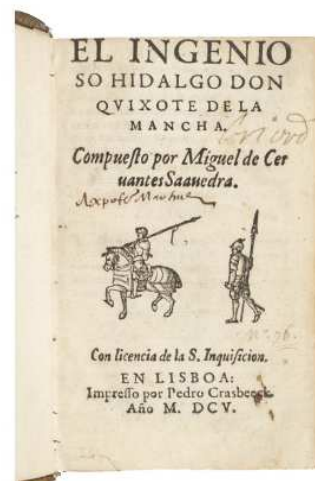 EL INGENIO
SO HIDALGO DON
QVIXOTE DE LA
MANCHA.
Compuesto por Miguel de Cer
uantes Saauedra.
Con licencia de la S. Inquisicion.
EN LISBOA:
Impresso por Pedro Crasbeeck.
Año M. DCV.